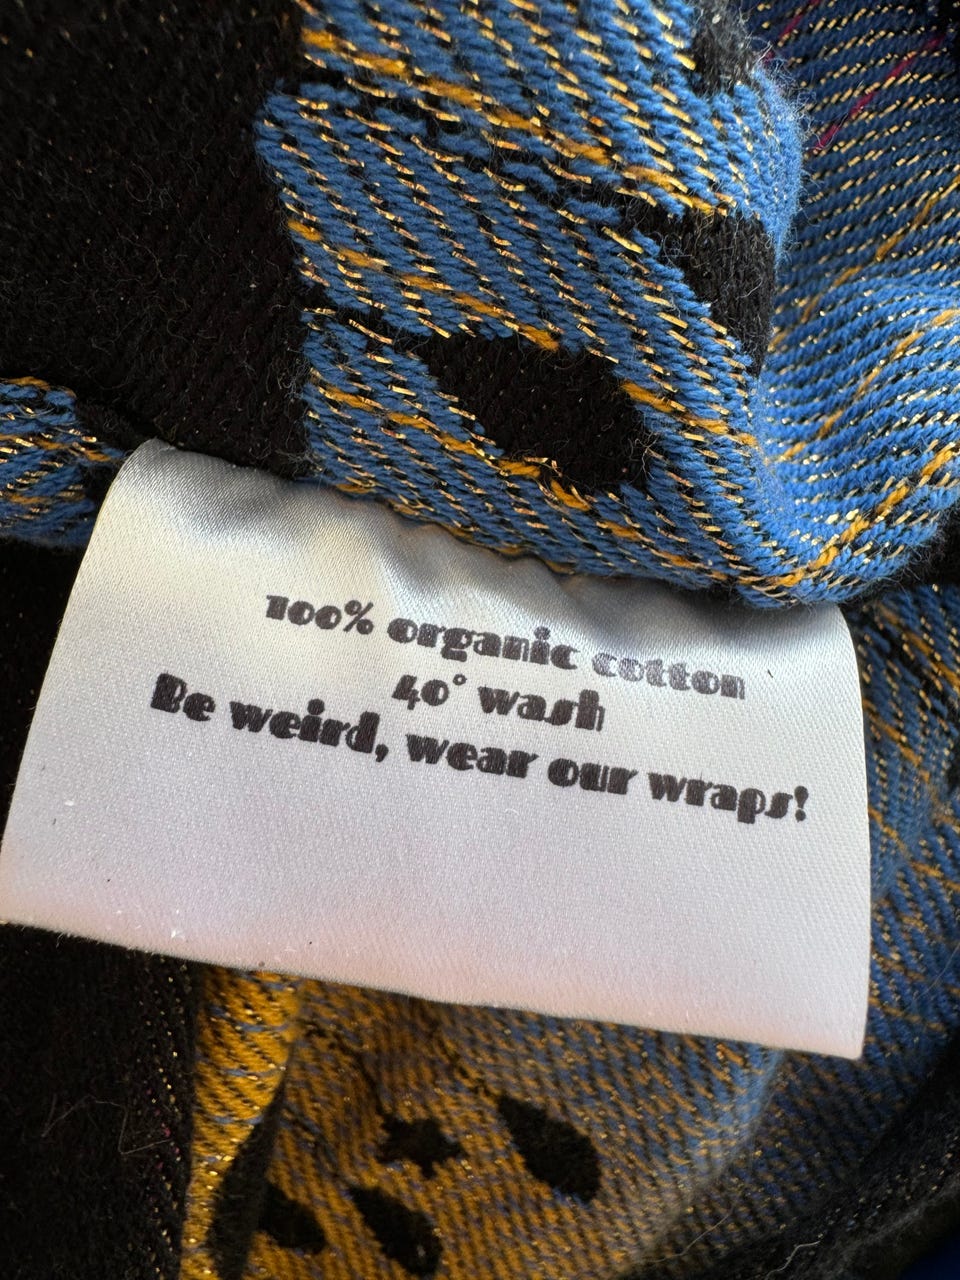 100% organic cotton
40° wash
Be weird, wear our wraps!